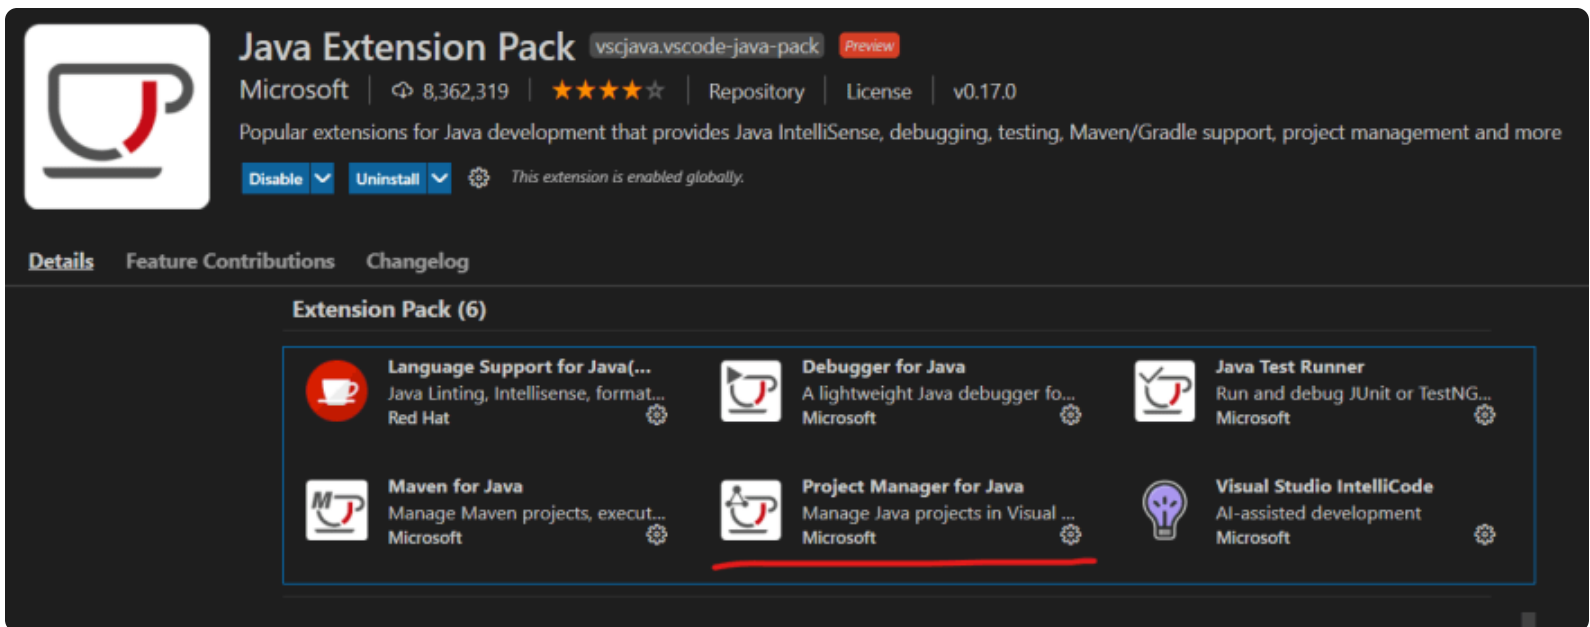 Java Extension Pack vscjava.vscode-java-pack Preview
Microsoft 8,362,319 Repository License v0.17.0
Popular extensions for Java development that provides Java IntelliSense, debugging, testing, Maven/Gradle support, project management and more
Disable Uninstall This extension is enabled globally.
Details Feature Contributions Changelog
Extension Pack (6)
Language Support for Java(...
Java Linting, Intellisense, format...
Red Hat
Debugger for Java
A lightweight Java debugger fo...
Microsoft
Java Test Runner
Run and debug JUnit or TestNG...
Microsoft
M
Maven for Java
Manage Maven projects, execut...
Microsoft
Project Manager for Java
Manage Java projects in Visual ...
Microsoft
Visual Studio IntelliCode
AI-assisted development
Microsoft